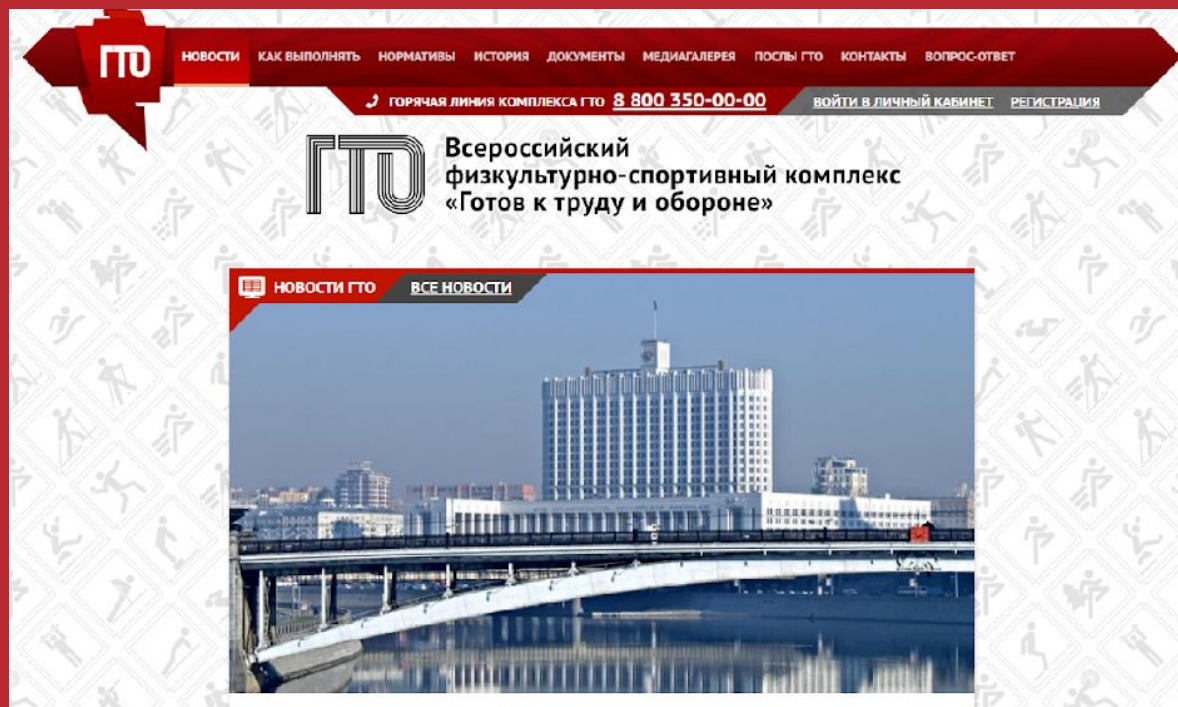 ГТО
НОВОСТИ КАК ВЫПОЛНЯТЬ НОРМАТИВЫ ИСТОРИЯ ДОКУМЕНТЫ МЕДИАГАЛЕРЕЯ ПОСЛЫ ГТО КОНТАКТЫ ВОПРОС-ОТВЕТ
ГОРЯЧАЯ ЛИНИЯ КОМПЛЕКСА ГТО 8 800 350-00-00 ВОЙТИ В ЛИЧНЫЙ КАБИНЕТ РЕГИСТРАЦИЯ
ГТО
Всероссийский
физкультурно-спортивный комплекс
«Готов к труду и обороне»
НОВОСТИ ГТО ВСЕ НОВОСТИ